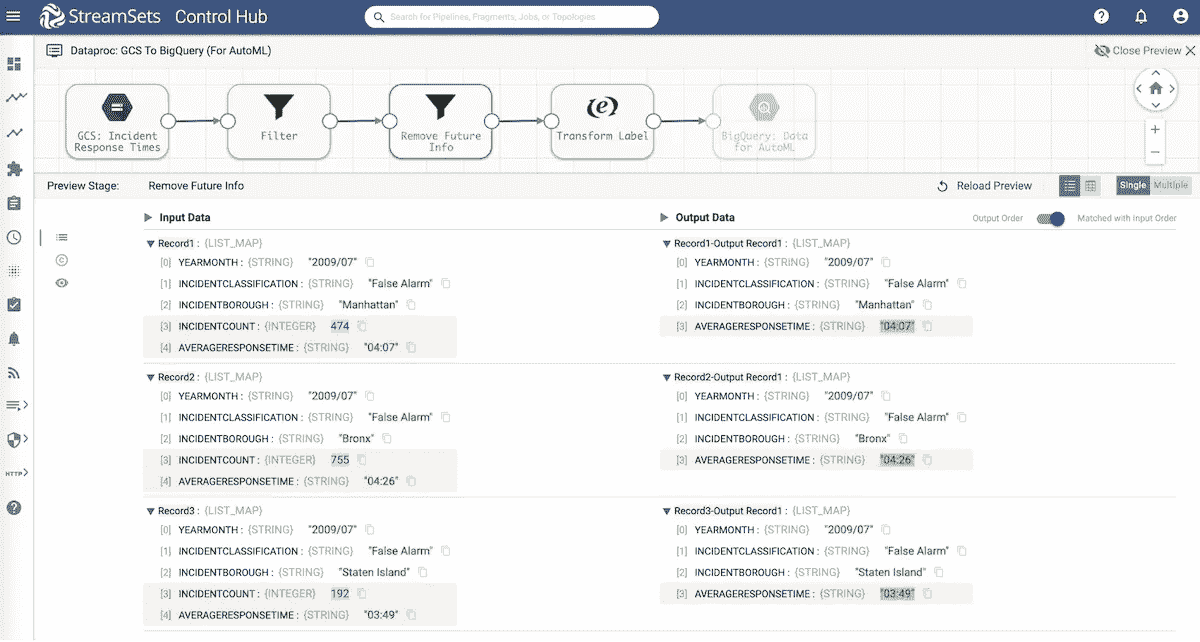 StreamSets Control Hub
Search for Pipelines, Fragments, Jobs, or Topologies
Dataproc: GCS To BigQuery (For AutoML)
Close Preview
GCS: Incident
Response Times
Filter
Remove Future
Info
Transform Label
BigQuery: Data
for AutoML
Preview Stage: Remove Future Info
Reload Preview
Single Multiple
Input Data
Output Data
Output Order Matched with Input Order
Record1 : {LIST_MAP}
[0] YEARMONTH : {STRING} "2009/07"
[1] INCIDENTCLASSIFICATION : {STRING} "False Alarm"
[2] INCIDENTBOROUGH : {STRING} "Manhattan"
[3] INCIDENTCOUNT : {INTEGER} 474
[4] AVERAGERESPONSETIME : {STRING} "04:07"
Record1-Output Record1 : {LIST_MAP}
[0] YEARMONTH : {STRING} "2009/07"
[1] INCIDENTCLASSIFICATION : {STRING} "False Alarm"
[2] INCIDENTBOROUGH : {STRING} "Manhattan"
[3] AVERAGERESPONSETIME : {STRING} "04:07"
Record2 : {LIST_MAP}
[0] YEARMONTH : {STRING} "2009/07"
[1] INCIDENTCLASSIFICATION : {STRING} "False Alarm"
[2] INCIDENTBOROUGH : {STRING} "Bronx"
[3] INCIDENTCOUNT : {INTEGER} 755
[4] AVERAGERESPONSETIME : {STRING} "04:26"
Record2-Output Record1 : {LIST_MAP}
[0] YEARMONTH : {STRING} "2009/07"
[1] INCIDENTCLASSIFICATION : {STRING} "False Alarm"
[2] INCIDENTBOROUGH : {STRING} "Bronx"
[3] AVERAGERESPONSETIME : {STRING} "04:26"
Record3 : {LIST_MAP}
[0] YEARMONTH : {STRING} "2009/07"
[1] INCIDENTCLASSIFICATION : {STRING} "False Alarm"
[2] INCIDENTBOROUGH : {STRING} "Staten Island"
[3] INCIDENTCOUNT : {INTEGER} 192
[4] AVERAGERESPONSETIME : {STRING} "03:49"
Record3-Output Record1 : {LIST_MAP}
[0] YEARMONTH : {STRING} "2009/07"
[1] INCIDENTCLASSIFICATION : {STRING} "False Alarm"
[2] INCIDENTBOROUGH : {STRING} "Staten Island"
[3] AVERAGERESPONSETIME : {STRING} "03:49"
HTTP